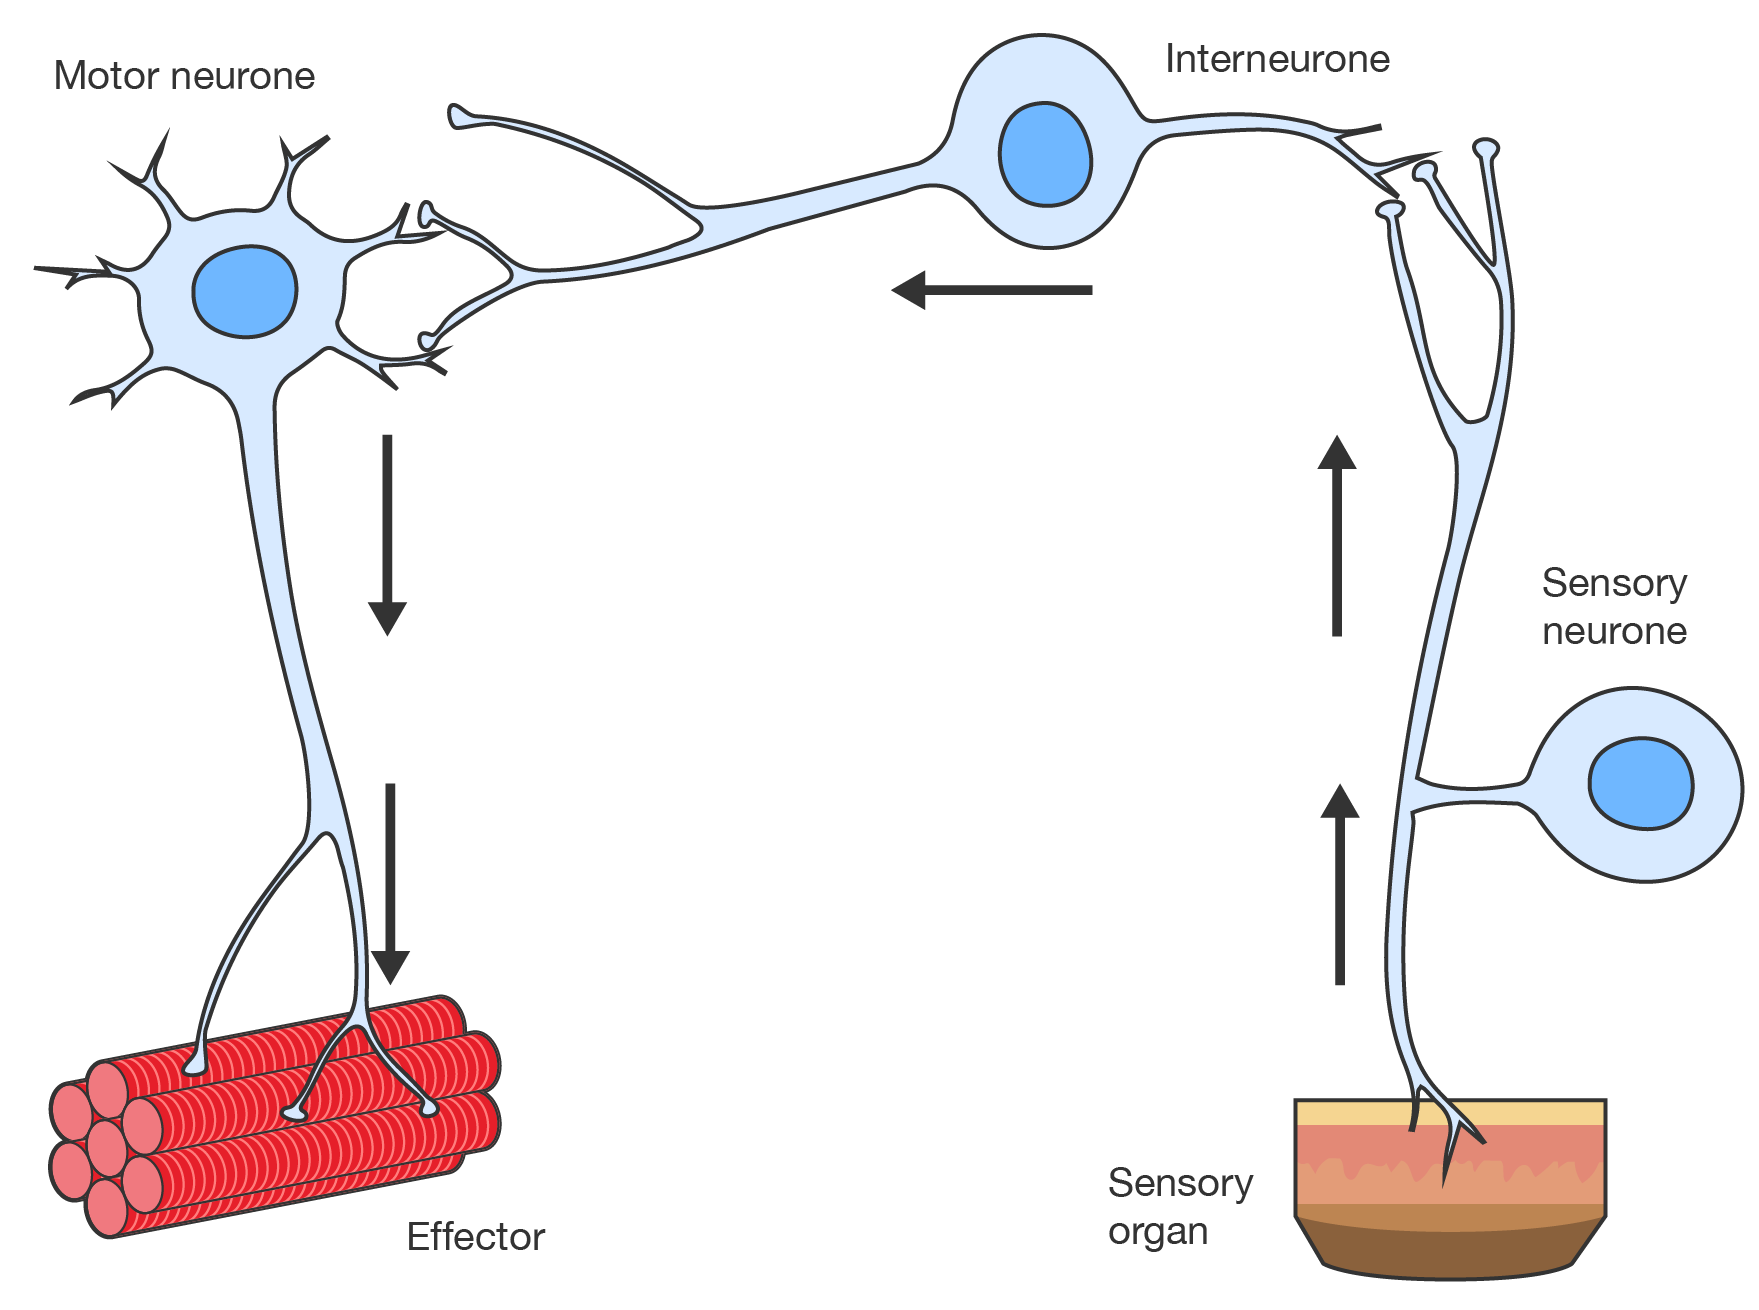 Motor neurone
Interneurone
Sensory
neurone
Sensory
organ
Effector